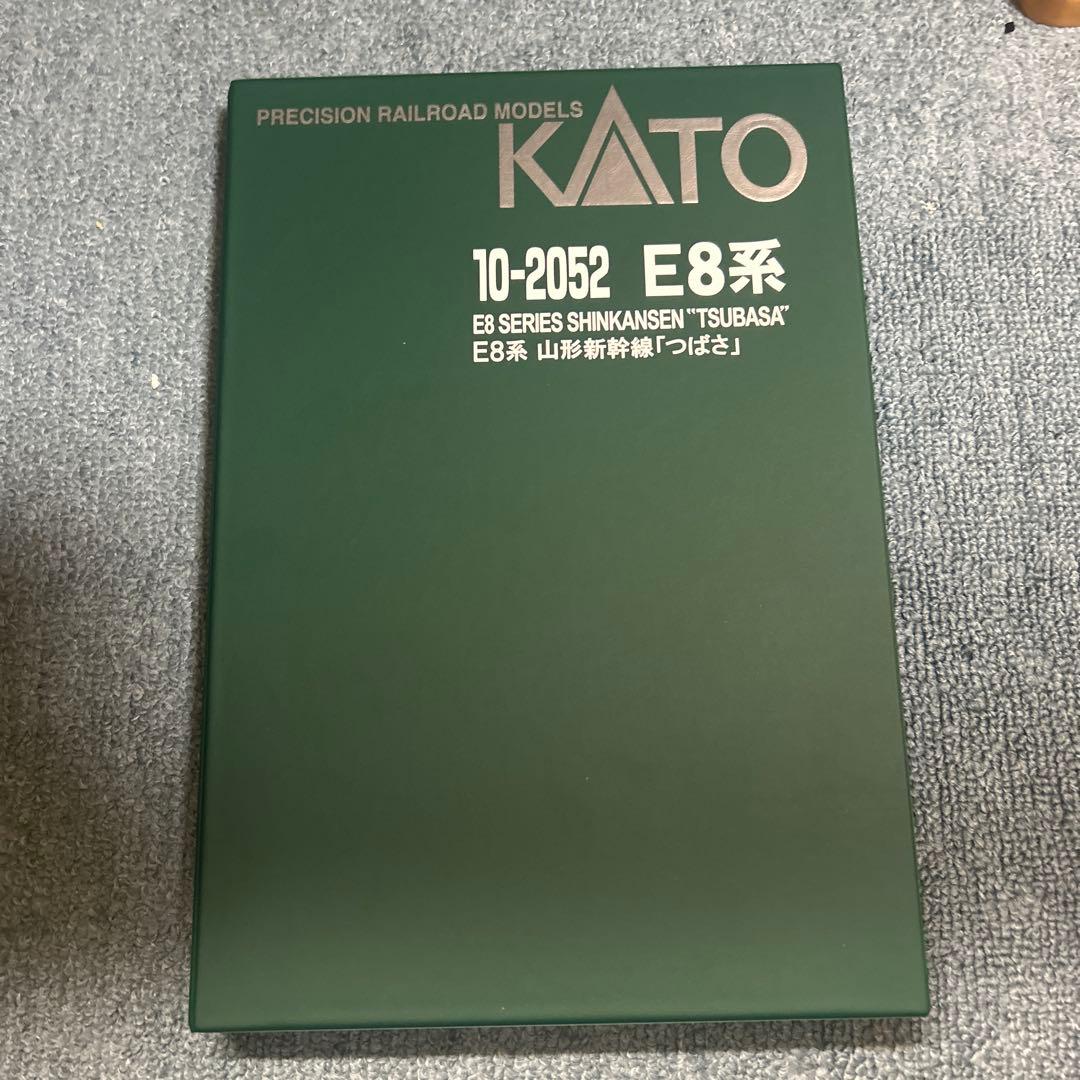 PRECISION RAILROAD MODELS
KATO
10-2052 E8系
E8 SERIES SHINKANSEN "TSUBASA"
E8系 山形新幹線「つばさ」